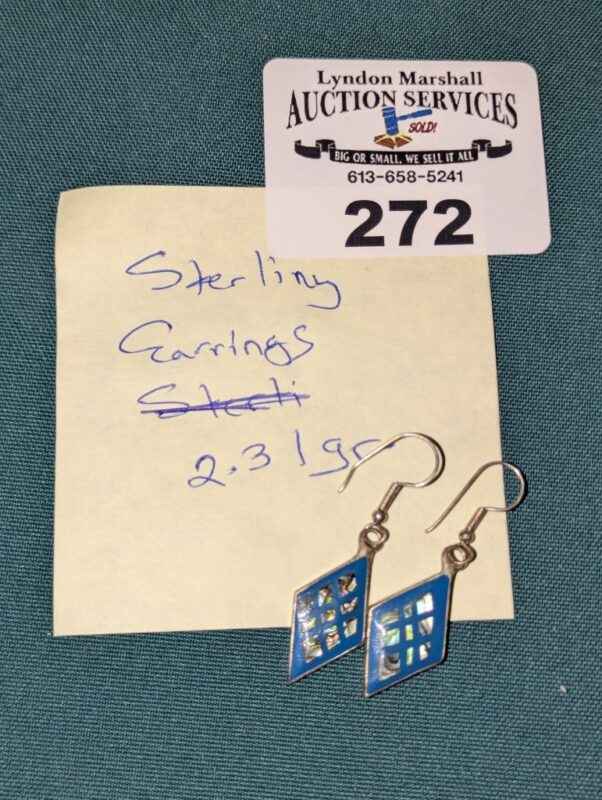 Lyndon Marshall
AUCTION SERVICES
SOLD!
BIG OR SMALL, WE SELL IT ALL
613-658-5241
272
Sterling
Earrings
2.31gr